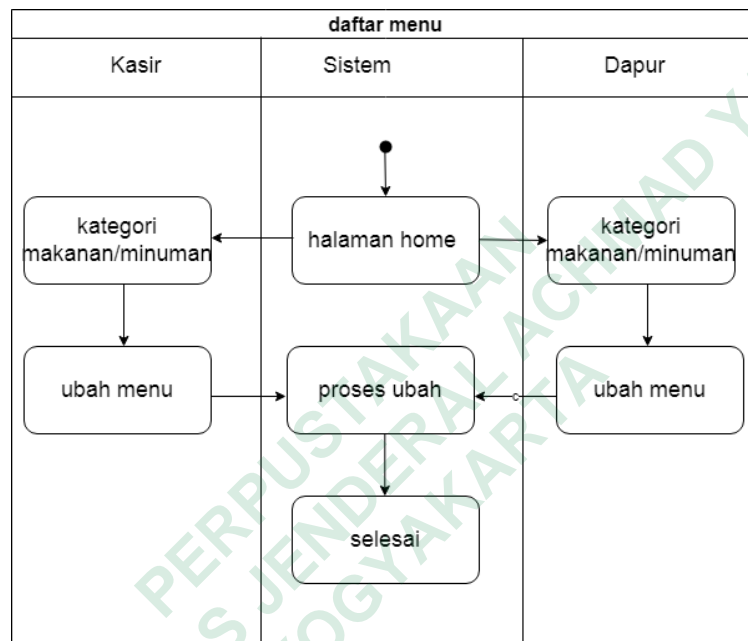 daftar menu
Kasir
Sistem
Dapur
kategori
makanan/minuman
halaman home
kategori
makanan/minuman
ubah menu
proses ubah
c
ubah menu
selesai
PERPUSTAKAAN
S JENDERAL ACHMAD Y
YOGYAKARTA